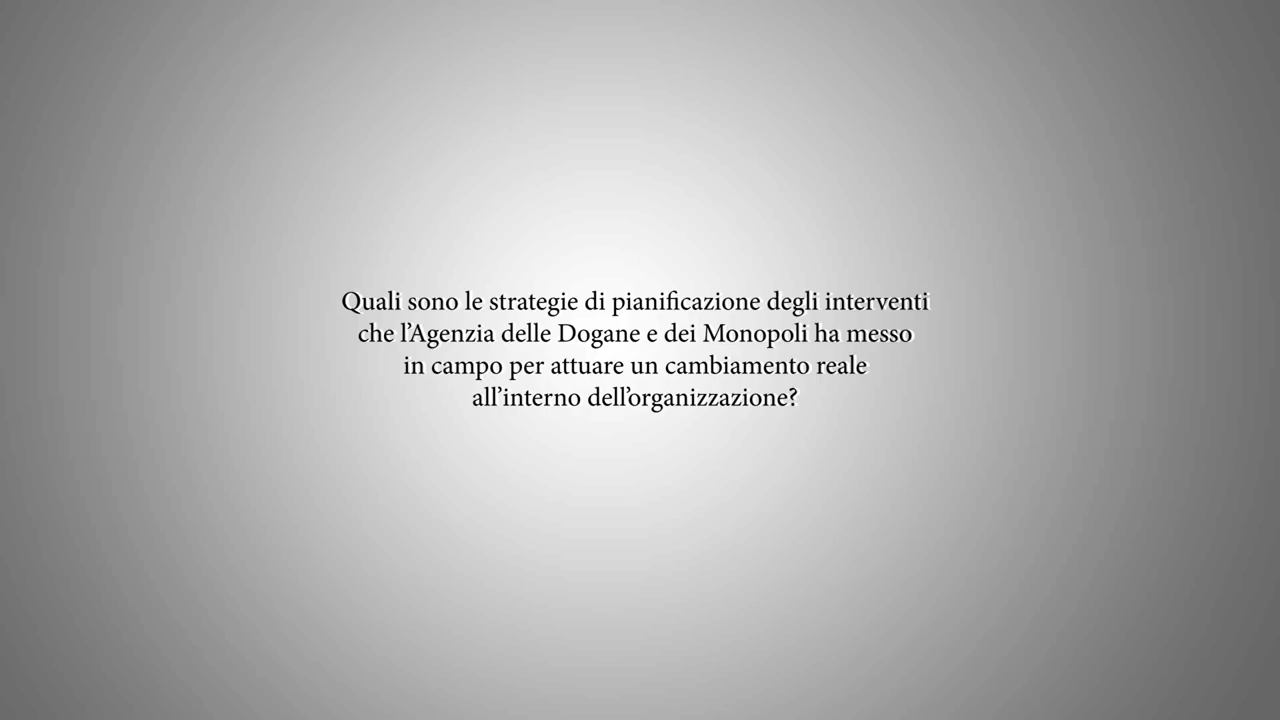 Quali sono le strategie di pianificazione degli interventi
che l’Agenzia delle Dogane e dei Monopoli ha messo
in campo per attuare un cambiamento reale
all’interno dell’organizzazione?